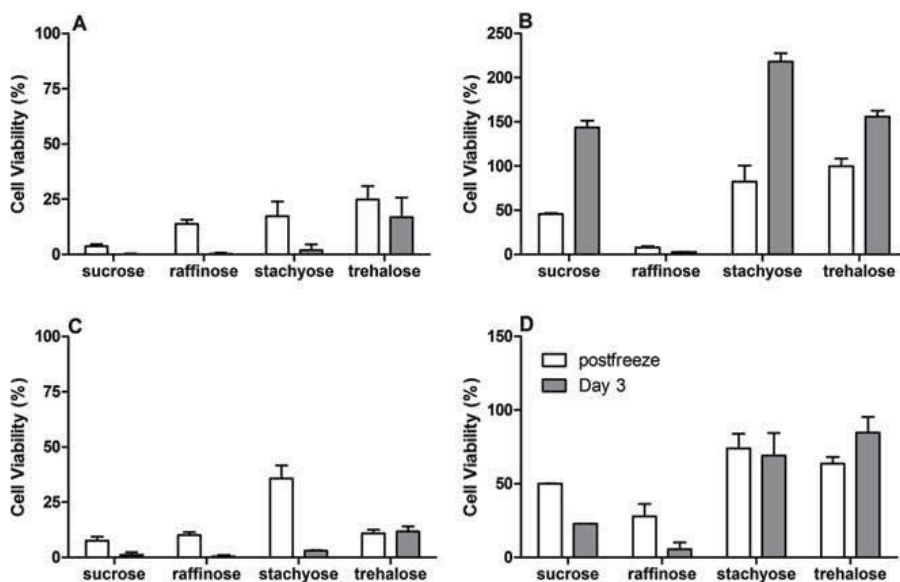 A
Cell Viability (%)
100
75
50
25
0
sucrose raffinose stachyose trehalose
B
Cell Viability (%)
250
200
150
100
50
0
sucrose raffinose stachyose trehalose
C
Cell Viability (%)
100
75
50
25
0
sucrose raffinose stachyose trehalose
D
Cell Viability (%)
150
100
50
0
postfreeze
Day 3
sucrose raffinose stachyose trehalose